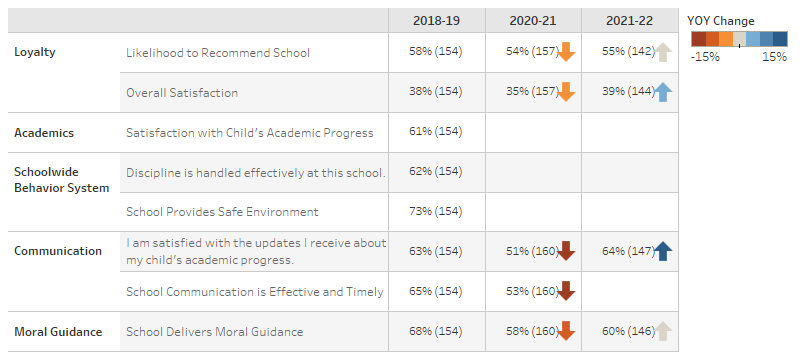 2018-19 2020-21 2021-22 YOY Change
Loyalty Likelihood to Recommend School 58% (154) 54% (157) 55% (142)
-15% 15%
Overall Satisfaction 38% (154) 35% (157) 39% (144)
Academics Satisfaction with Child's Academic Progress 61% (154)
Schoolwide Behavior System Discipline is handled effectively at this school. 62% (154)
School Provides Safe Environment 73% (154)
Communication I am satisfied with the updates I receive about
my child's academic progress. 63% (154) 51% (160) 64% (147)
School Communication is Effective and Timely 65% (154) 53% (160)
Moral Guidance School Delivers Moral Guidance 68% (154) 58% (160) 60% (146)